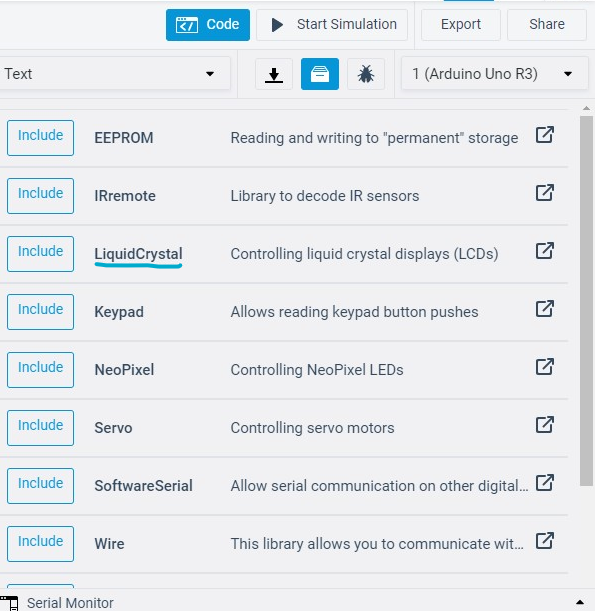 Code Start Simulation Export Share
Text 1 (Arduino Uno R3)
Include EEPROM Reading and writing to "permanent" storage
Include IRremote Library to decode IR sensors
Include LiquidCrystal Controlling liquid crystal displays (LCDs)
Include Keypad Allows reading keypad button pushes
Include NeoPixel Controlling NeoPixel LEDs
Include Servo Controlling servo motors
Include SoftwareSerial Allow serial communication on other digital...
Include Wire This library allows you to communicate wit...
Serial Monitor